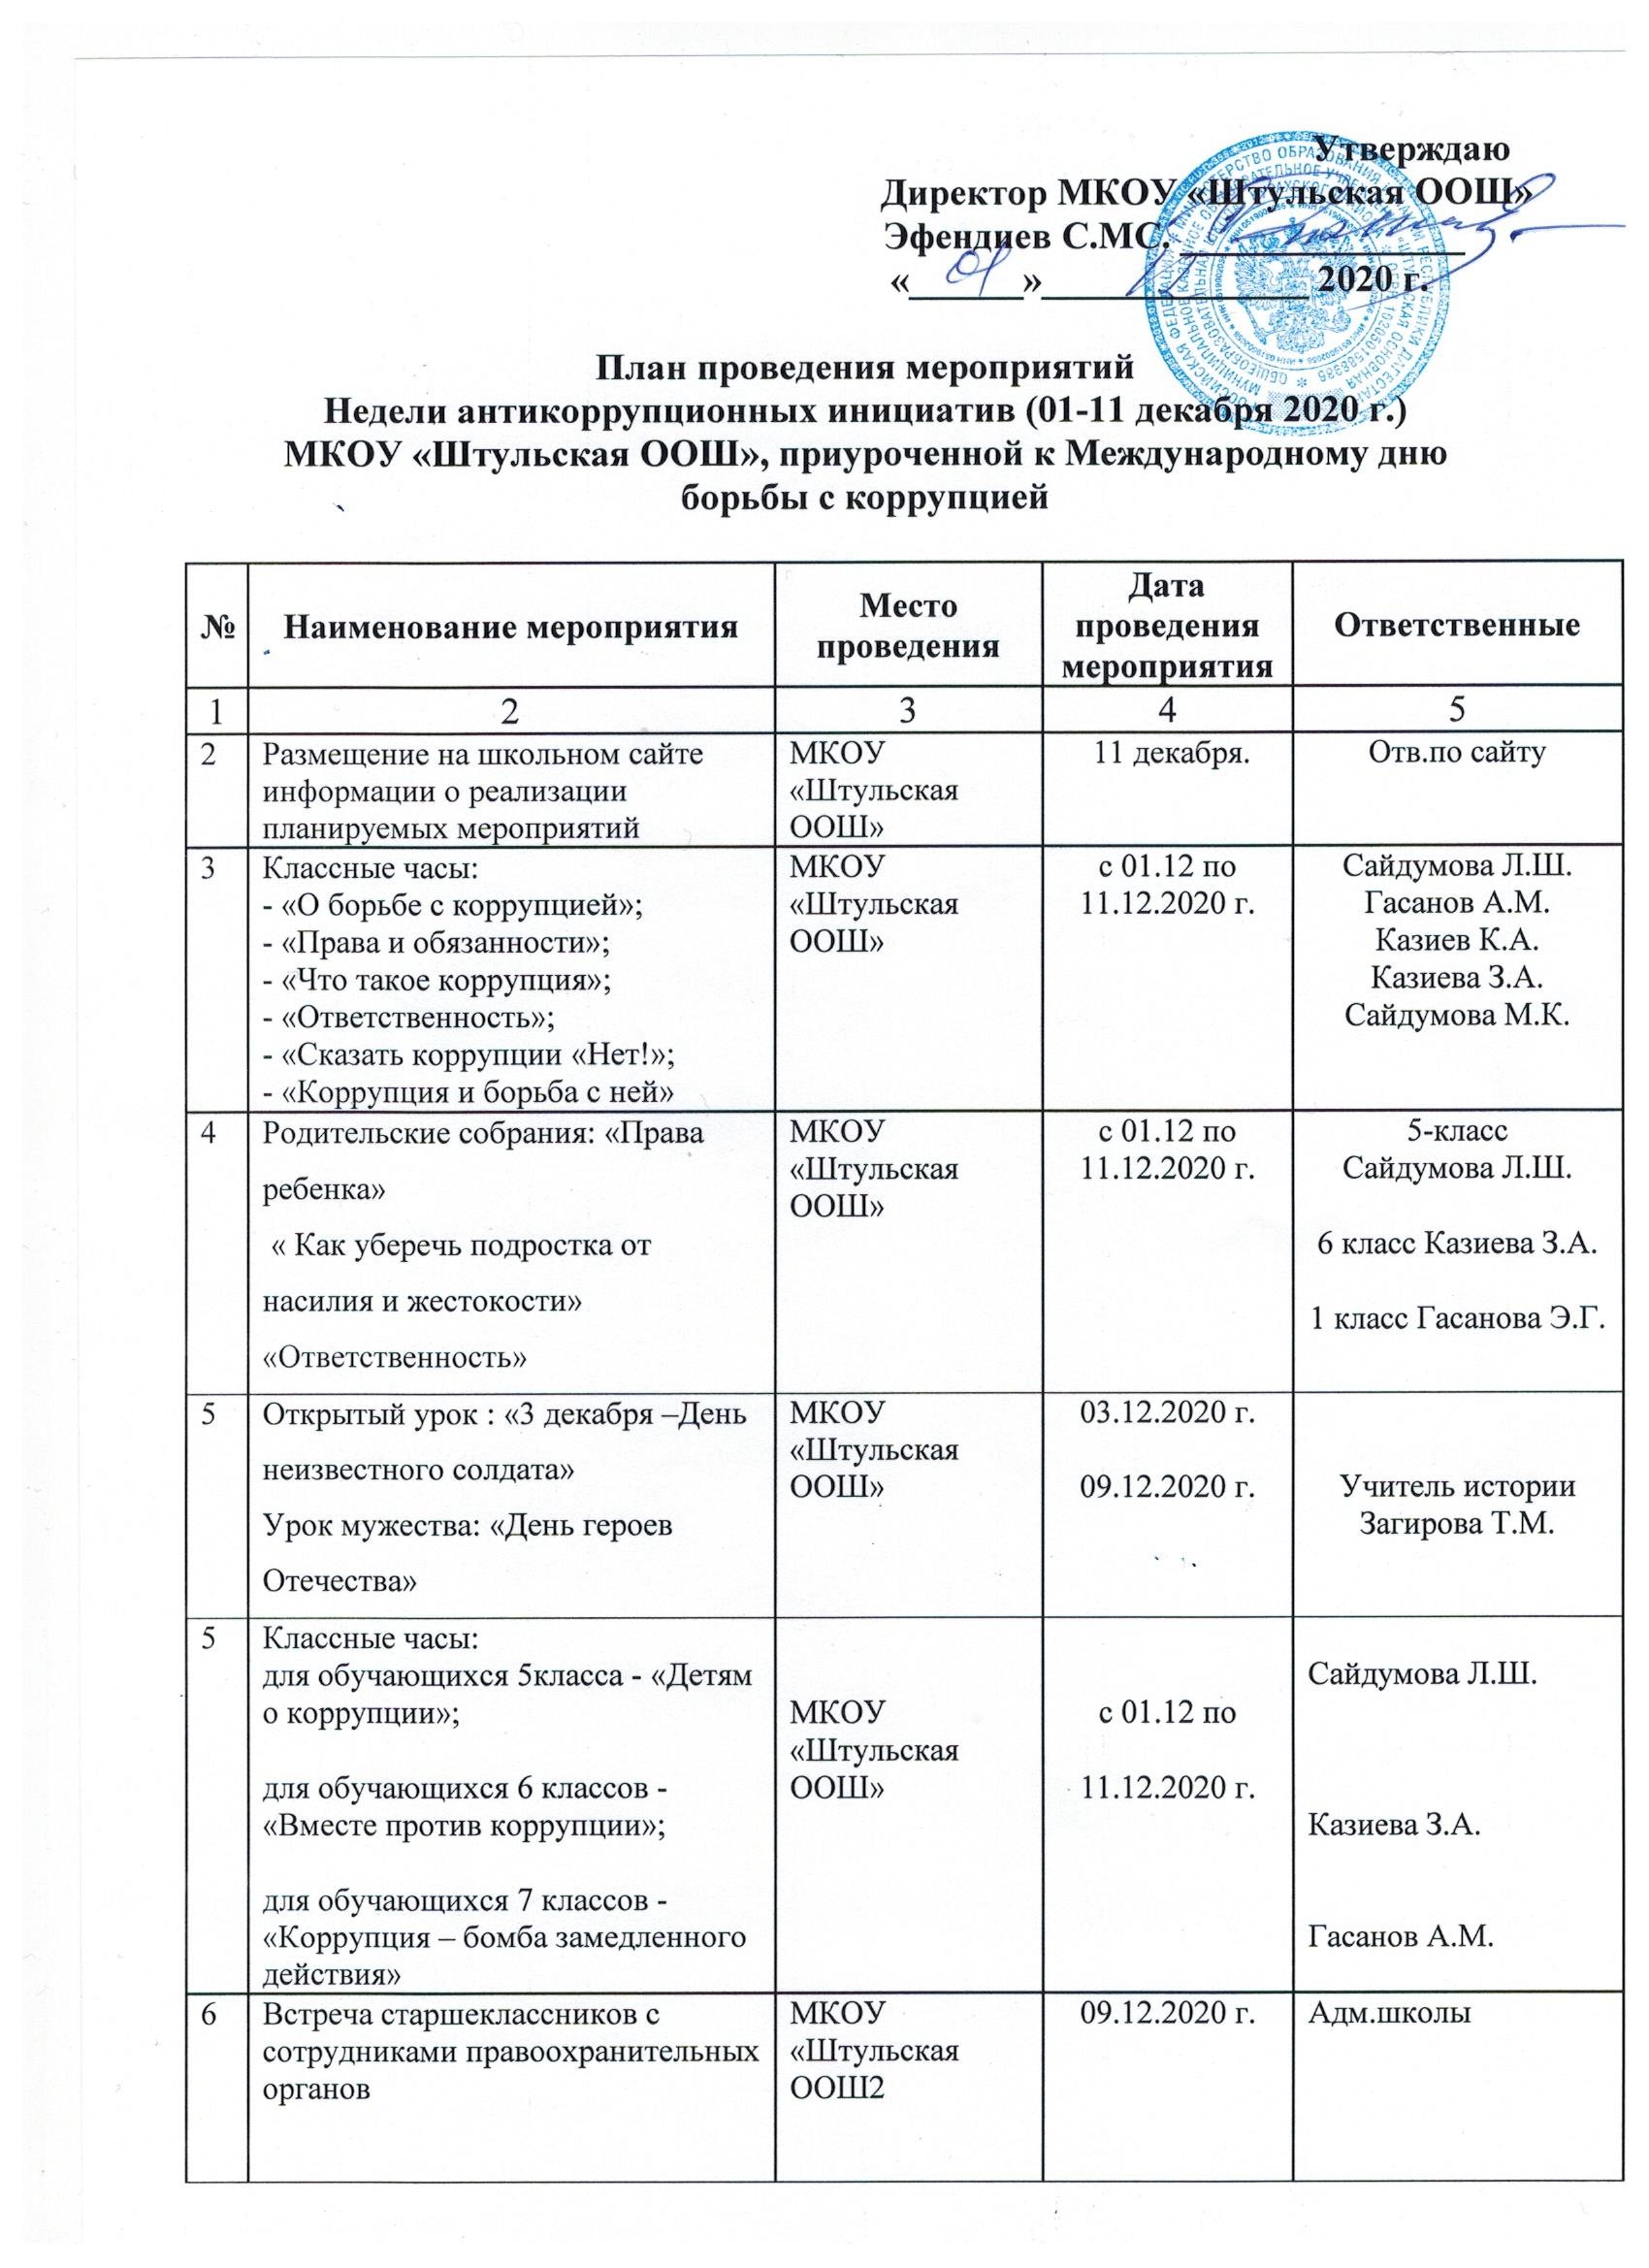 Утверждаю
Директор МКОУ «Штульская ООШ»
Эфендиев С.МС. _______________
«______»______________ 2020 г.
01
План проведения мероприятий
Недели антикоррупционных инициатив (01-11 декабря 2020 г.)
МКОУ «Штульская ООШ», приуроченной к Международному дню
борьбы с коррупцией
№
Наименование мероприятия
Место
проведения
Дата
проведения
мероприятия
Ответственные
1
2
3
4
5
2
Размещение на школьном сайте
информации о реализации
планируемых мероприятий
МКОУ
«Штульская
ООШ»
11 декабря.
Отв.по сайту
3
Классные часы:
- «О борьбе с коррупцией»;
- «Права и обязанности»;
- «Что такое коррупция»;
- «Ответственность»;
- «Сказать коррупции «Нет!»;
- «Коррупция и борьба с ней»
МКОУ
«Штульская
ООШ»
с 01.12 по
11.12.2020 г.
Сайдумова Л.Ш.
Гасанов А.М.
Казиев К.А.
Казиева З.А.
Сайдумова М.К.
4
Родительские собрания: «Права
ребенка»
« Как уберечь подростка от
насилия и жестокости»
«Ответственность»
МКОУ
«Штульская
ООШ»
с 01.12 по
11.12.2020 г.
5-класс
Сайдумова Л.Ш.
6 класс Казиева З.А.
1 класс Гасанова Э.Г.
5
Открытый урок : «3 декабря –День
неизвестного солдата»
Урок мужества: «День героев
Отечества»
МКОУ
«Штульская
ООШ»
03.12.2020 г.
09.12.2020 г.
Учитель истории
Загирова Т.М.
5
Классные часы:
для обучающихся 5класса - «Детям
о коррупции»;
для обучающихся 6 классов -
«Вместе против коррупции»;
для обучающихся 7 классов -
«Коррупция – бомба замедленного
действия»
МКОУ
«Штульская
ООШ»
с 01.12 по
11.12.2020 г.
Сайдумова Л.Ш.
Казиева З.А.
Гасанов А.М.
6
Встреча старшеклассников с
сотрудниками правоохранительных
органов
МКОУ
«Штульская
ООШ2
09.12.2020 г.
Адм.школы